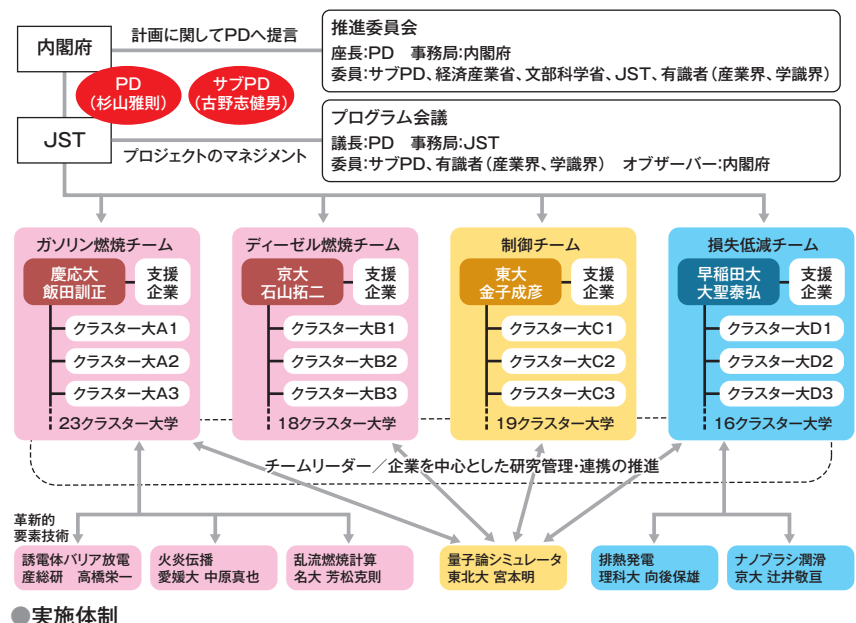 内閣府
計画に関してPDへ提言
推進委員会
座長:PD　事務局:内閣府
委員:サブPD、経済産業省、文部科学省、JST、有識者(産業界、学識界)
PD
(杉山雅則)
サブPD
(古野志健男)
JST
プロジェクトのマネジメント
プログラム会議
議長:PD　事務局:JST
委員:サブPD、有識者(産業界、学識界)　オブザーバー:内閣府
ガソリン燃焼チーム
慶応大
飯田訓正
支援
企業
クラスター大A1
クラスター大A2
クラスター大A3
23クラスター大学
ディーゼル燃焼チーム
京大
石山拓二
支援
企業
クラスター大B1
クラスター大B2
クラスター大B3
18クラスター大学
制御チーム
東大
金子成彦
支援
企業
クラスター大C1
クラスター大C2
クラスター大C3
19クラスター大学
損失低減チーム
早稲田大
大聖泰弘
支援
企業
クラスター大D1
クラスター大D2
クラスター大D3
16クラスター大学
チームリーダー／企業を中心とした研究管理・連携の推進
革新的
要素技術
誘電体バリア放電
産総研　高橋栄一
火炎伝播
愛媛大 中原真也
乱流燃焼計算
名大 芳松克則
量子論シミュレータ
東北大 宮本明
排熱発電
理科大 向後保雄
ナノブラシ潤滑
京大 辻井敬亘
●実施体制